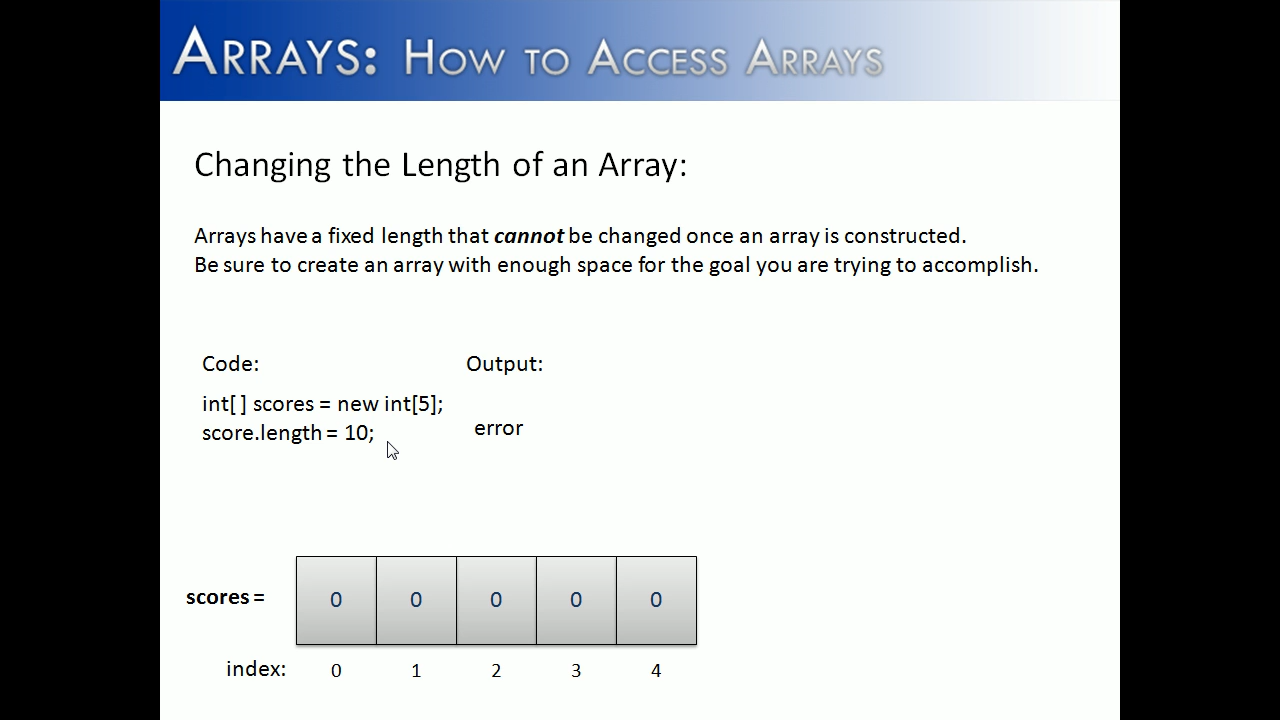 ARRAYS: HOW TO ACCESS ARRAYS
Changing the Length of an Array:
Arrays have a fixed length that cannot be changed once an array is constructed.
Be sure to create an array with enough space for the goal you are trying to accomplish.
Code: Output:
int[ ] scores = new int[5];
score.length = 10; error
scores = 0 0 0 0 0
index: 0 1 2 3 4